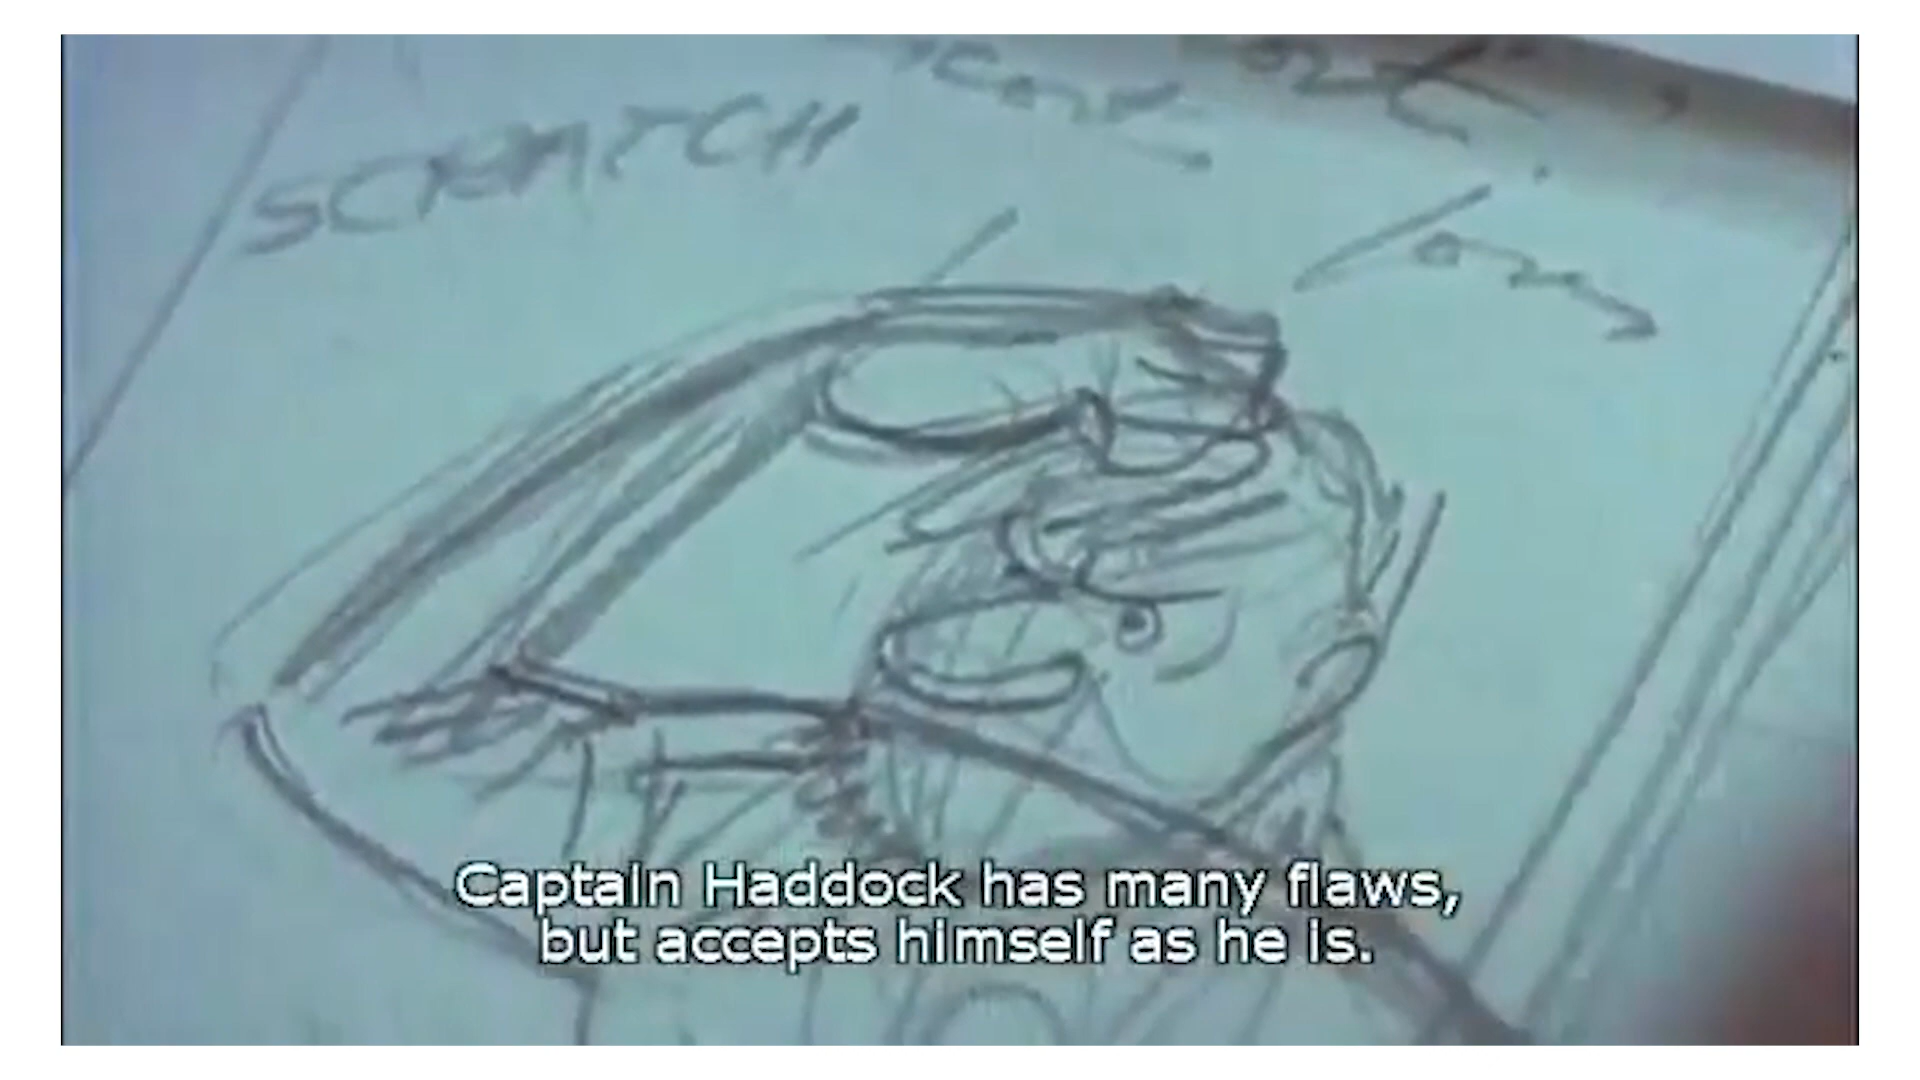 SCRATCH
Captain Haddock has many flaws,
but accepts himself as he is.